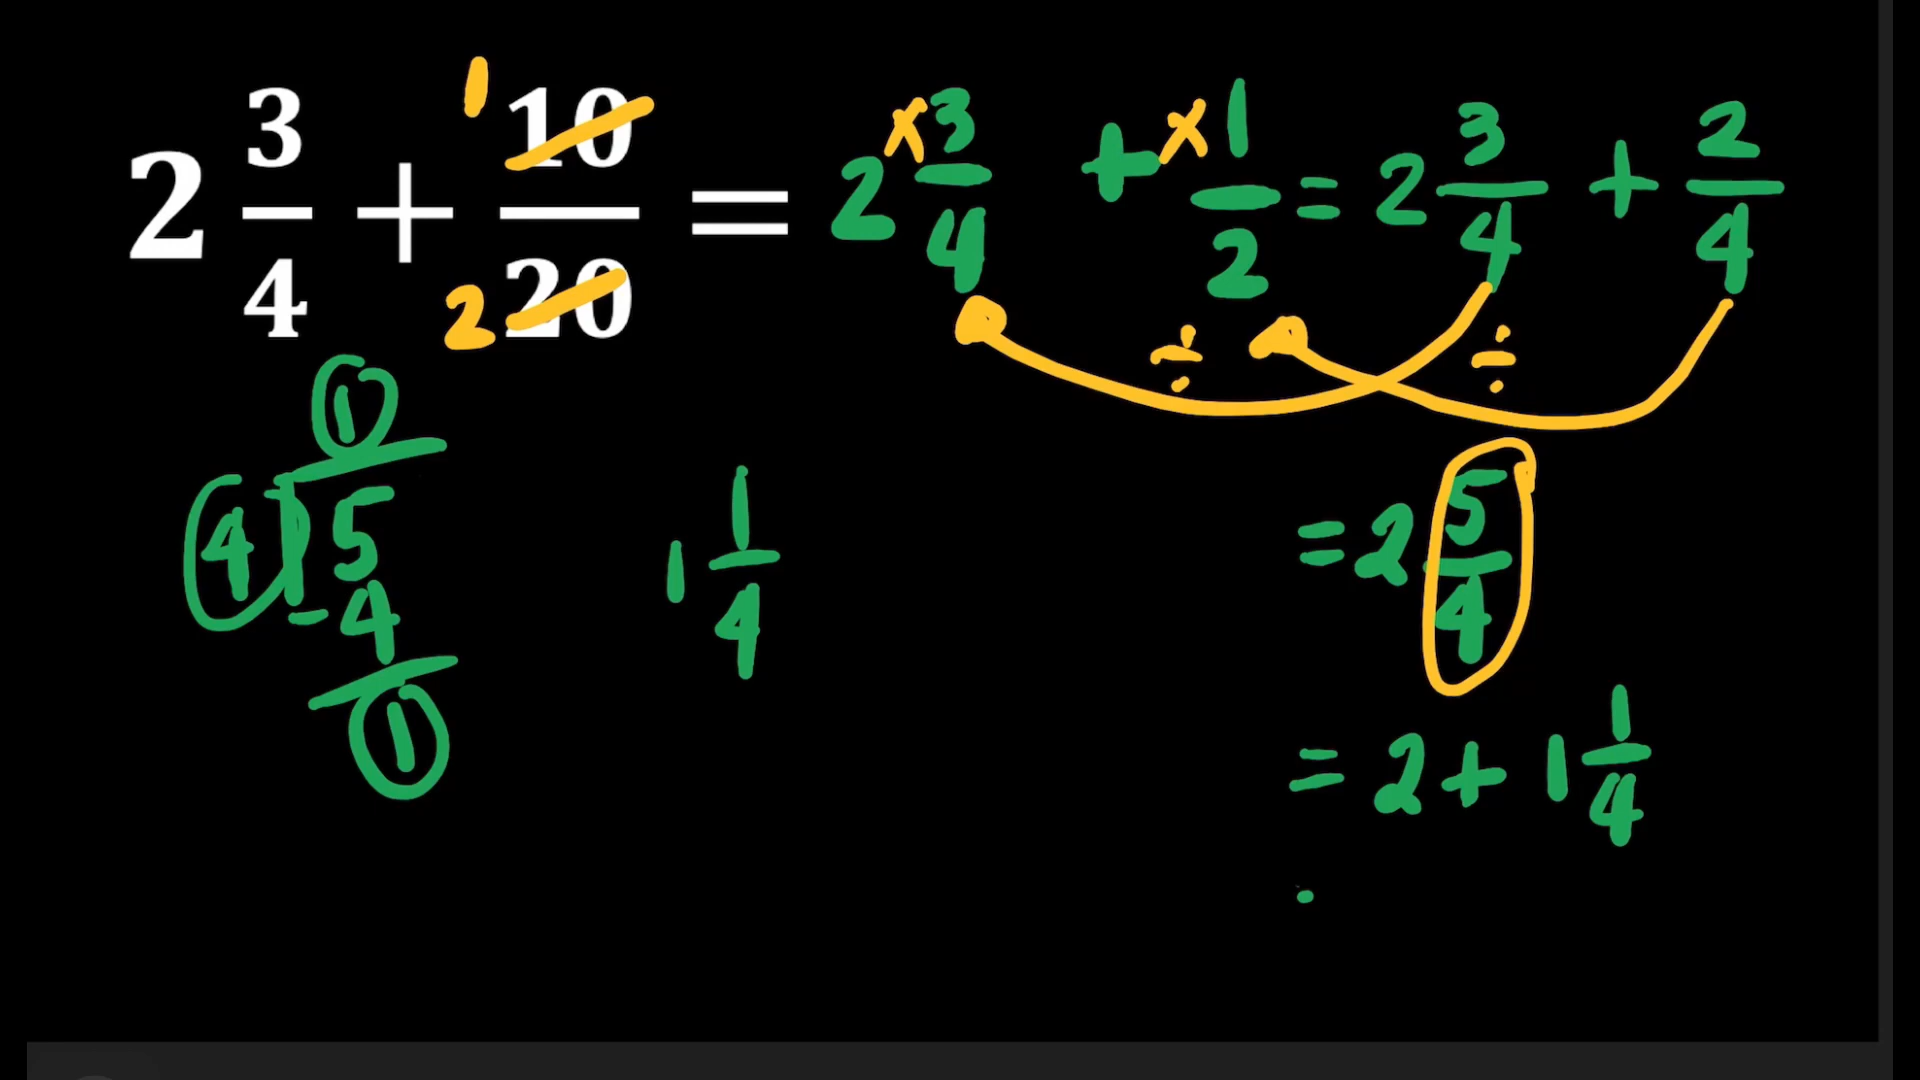 2 3/4 + 10/20 = 2 3/4 + 1/2 = 2 3/4 + 2/4
1
2
x x
÷ ÷
1
4 ) 5
- 4
1
1 1/4
= 2 5/4
= 2 + 1 1/4